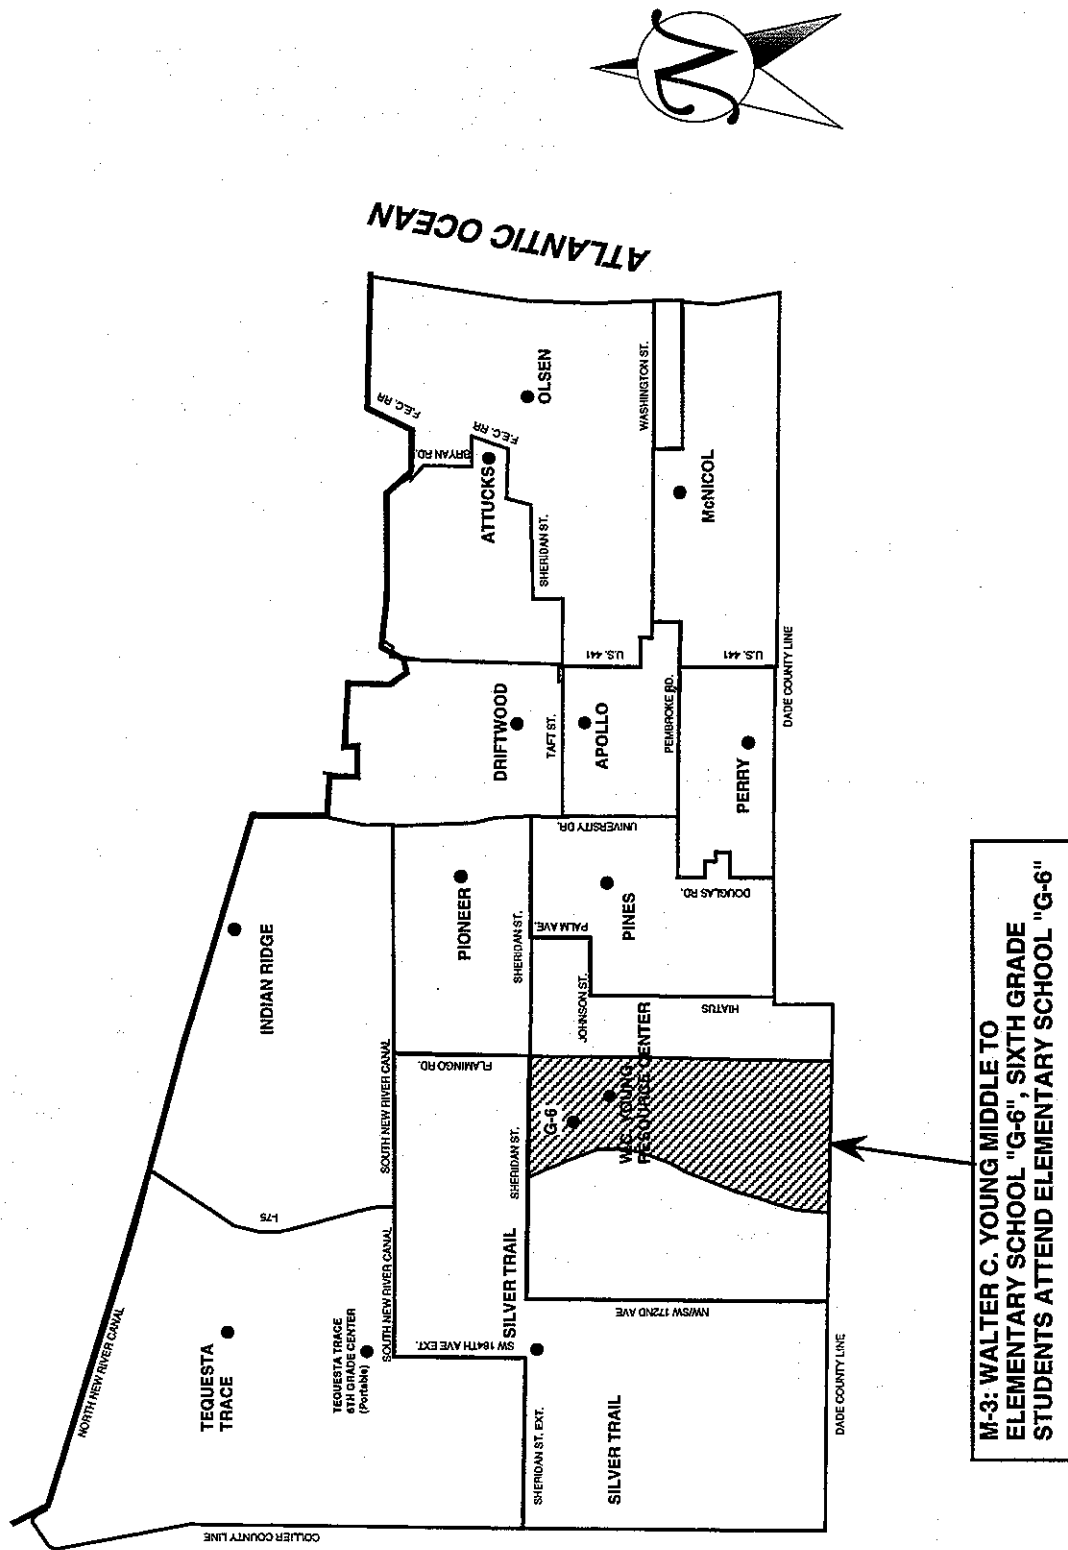 N
ATLANTIC OCEAN
NORTH NEW RIVER CANAL
COLLIER COUNTY LINE
TEQUESTA
TRACE
TEQUESTA TRACE
6TH GRADE CENTER
(Portable)
SOUTH NEW RIVER CANAL
I-75
SOUTH NEW RIVER CANAL
INDIAN RIDGE
SHERIDAN ST. EXT.
SW 184TH AVE EXT.
SILVER TRAIL
SILVER TRAIL
NW/SW 172ND AVE
DADE COUNTY LINE
SHERIDAN ST.
FLAMINGO RD.
G-6
W.C. YOUNG
RESOURCE CENTER
PIONEER
SHERIDAN ST.
JOHNSON ST.
PALM AVE.
HIATUS
PINES
UNIVERSITY DR.
DOUGLAS RD.
DRIFTWOOD
TAFT ST.
APOLLO
PEMBROKE RD.
PERRY
U.S. 441
U.S. 441
DADE COUNTY LINE
ATTUCKS
BRYAN RD.
F.E.C. RR
F.E.C. RR
SHERIDAN ST.
OLSEN
WASHINGTON ST.
McNICOL
M-3: WALTER C. YOUNG MIDDLE TO
ELEMENTARY SCHOOL "G-6", SIXTH GRADE
STUDENTS ATTEND ELEMENTARY SCHOOL "G-6"